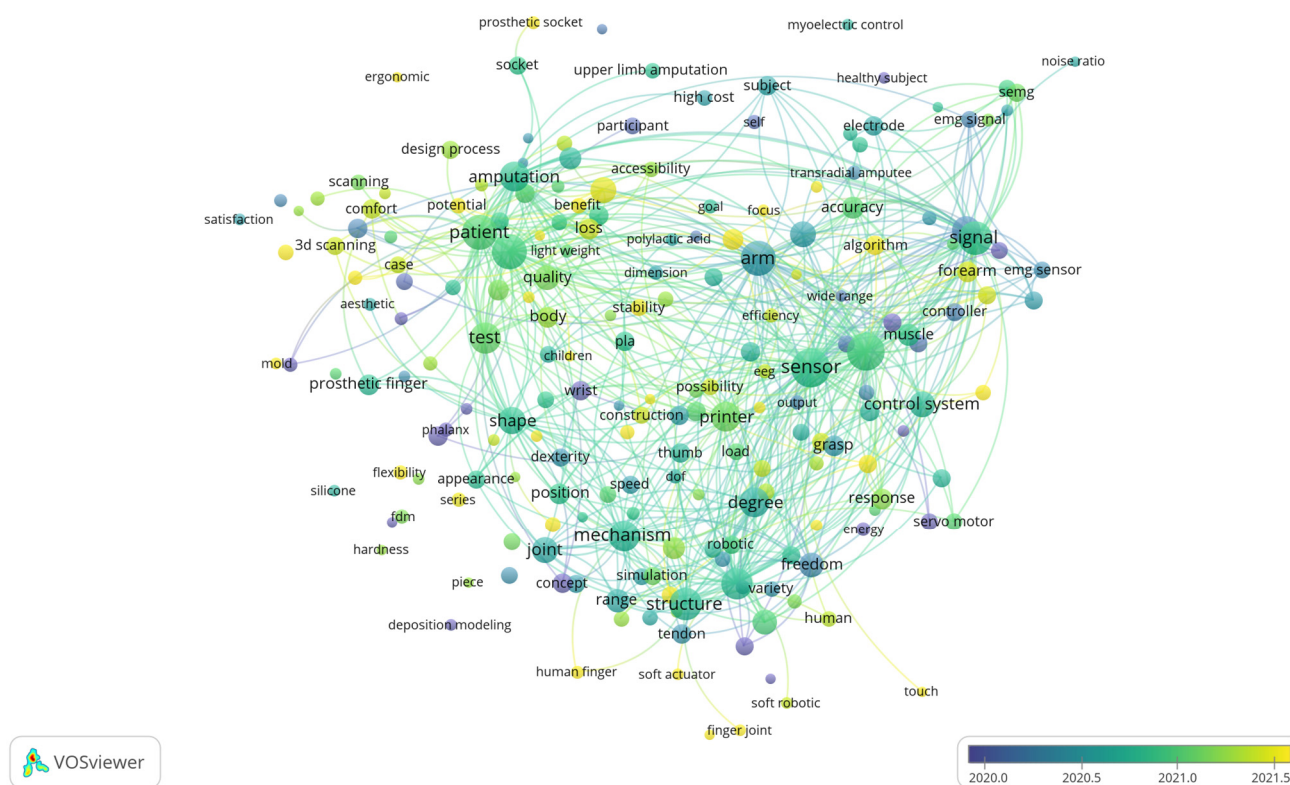 prosthetic socket
myoelectric control
socket
upper limb amputation
noise ratio
ergonomic
healthy subject
subject
high cost
semg
participant
self
electrode
emg signal
design process
amputation
accessibility
transradial amputee
scanning
comfort
potential
benefit
goal
focus
accuracy
satisfaction
patient
loss
signal
3d scanning
light weight
polylactic acid
arm
algorithm
case
quality
dimension
forearm
emg sensor
aesthetic
body
stability
efficiency
wide range
controller
test
pla
muscle
mold
children
sensor
eeg
prosthetic finger
wrist
possibility
output
control system
phalanx
shape
construction
printer
dexterity
thumb
load
grasp
flexibility
appearance
dof
silicone
series
position
speed
degree
response
fdm
energy
servo motor
hardness
joint
mechanism
robotic
freedom
piece
concept
simulation
variety
range
structure
deposition modeling
tendon
human
human finger
soft actuator
touch
soft robotic
finger joint
VOSviewer
2020.0 2020.5 2021.0 2021.5